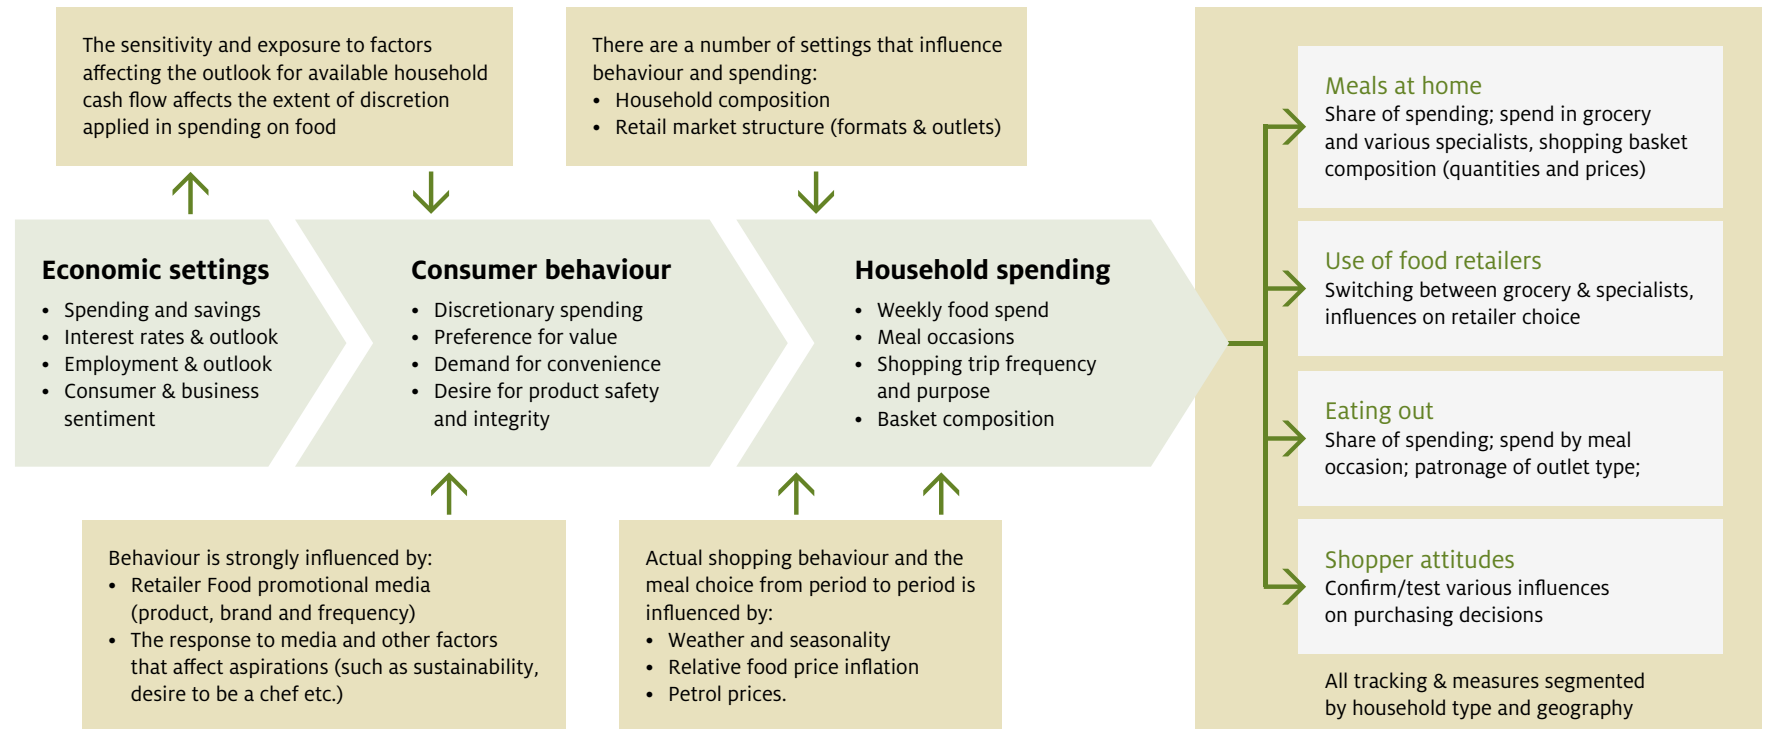 The sensitivity and exposure to factors
affecting the outlook for available household
cash flow affects the extent of discretion
applied in spending on food
There are a number of settings that influence
behaviour and spending:
• Household composition
• Retail market structure (formats & outlets)
Economic settings
• Spending and savings
• Interest rates & outlook
• Employment & outlook
• Consumer & business
sentiment
Consumer behaviour
• Discretionary spending
• Preference for value
• Demand for convenience
• Desire for product safety
and integrity
Household spending
• Weekly food spend
• Meal occasions
• Shopping trip frequency
and purpose
• Basket composition
Behaviour is strongly influenced by:
• Retailer Food promotional media
(product, brand and frequency)
• The response to media and other factors
that affect aspirations (such as sustainability,
desire to be a chef etc.)
Actual shopping behaviour and the
meal choice from period to period is
influenced by:
• Weather and seasonality
• Relative food price inflation
• Petrol prices.
Meals at home
Share of spending; spend in grocery
and various specialists, shopping basket
composition (quantities and prices)
Use of food retailers
Switching between grocery & specialists,
influences on retailer choice
Eating out
Share of spending; spend by meal
occasion; patronage of outlet type;
Shopper attitudes
Confirm/test various influences
on purchasing decisions
All tracking & measures segmented
by household type and geography